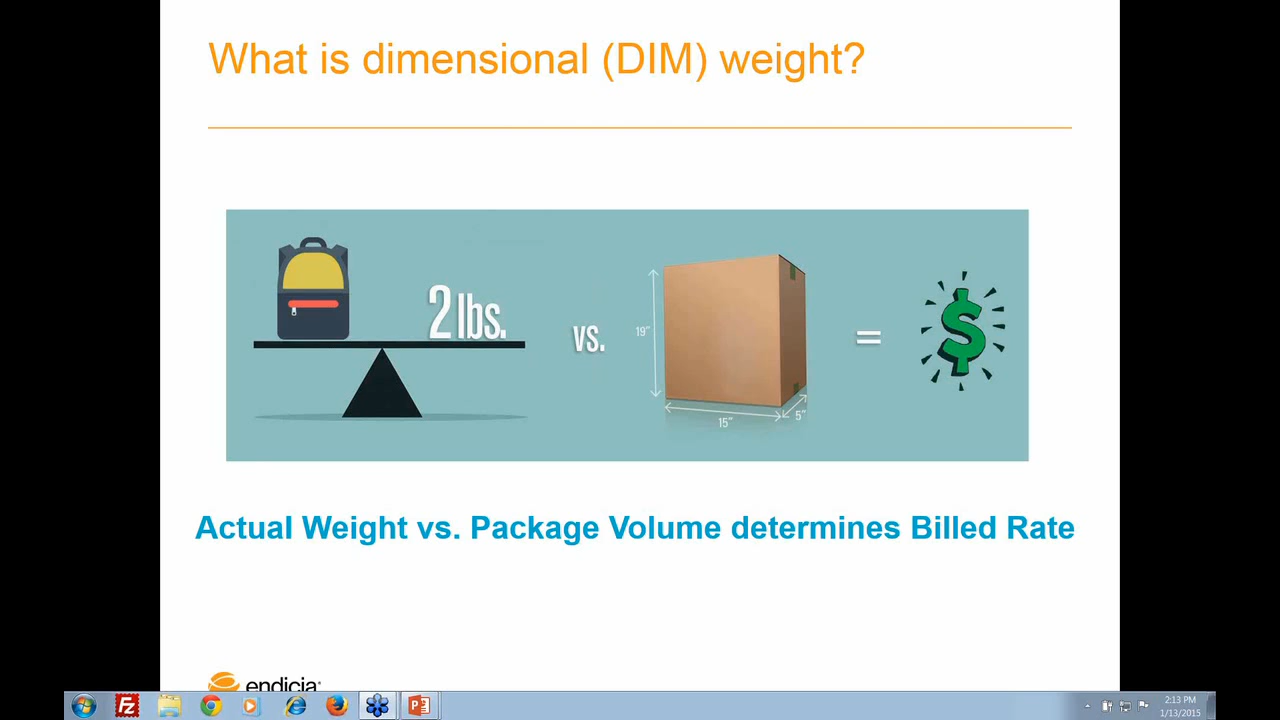 What is dimensional (DIM) weight?
2 lbs.
vs.
19"
15"
5"
=
$
Actual Weight vs. Package Volume determines Billed Rate
endicia
2:13 PM
1/13/2015